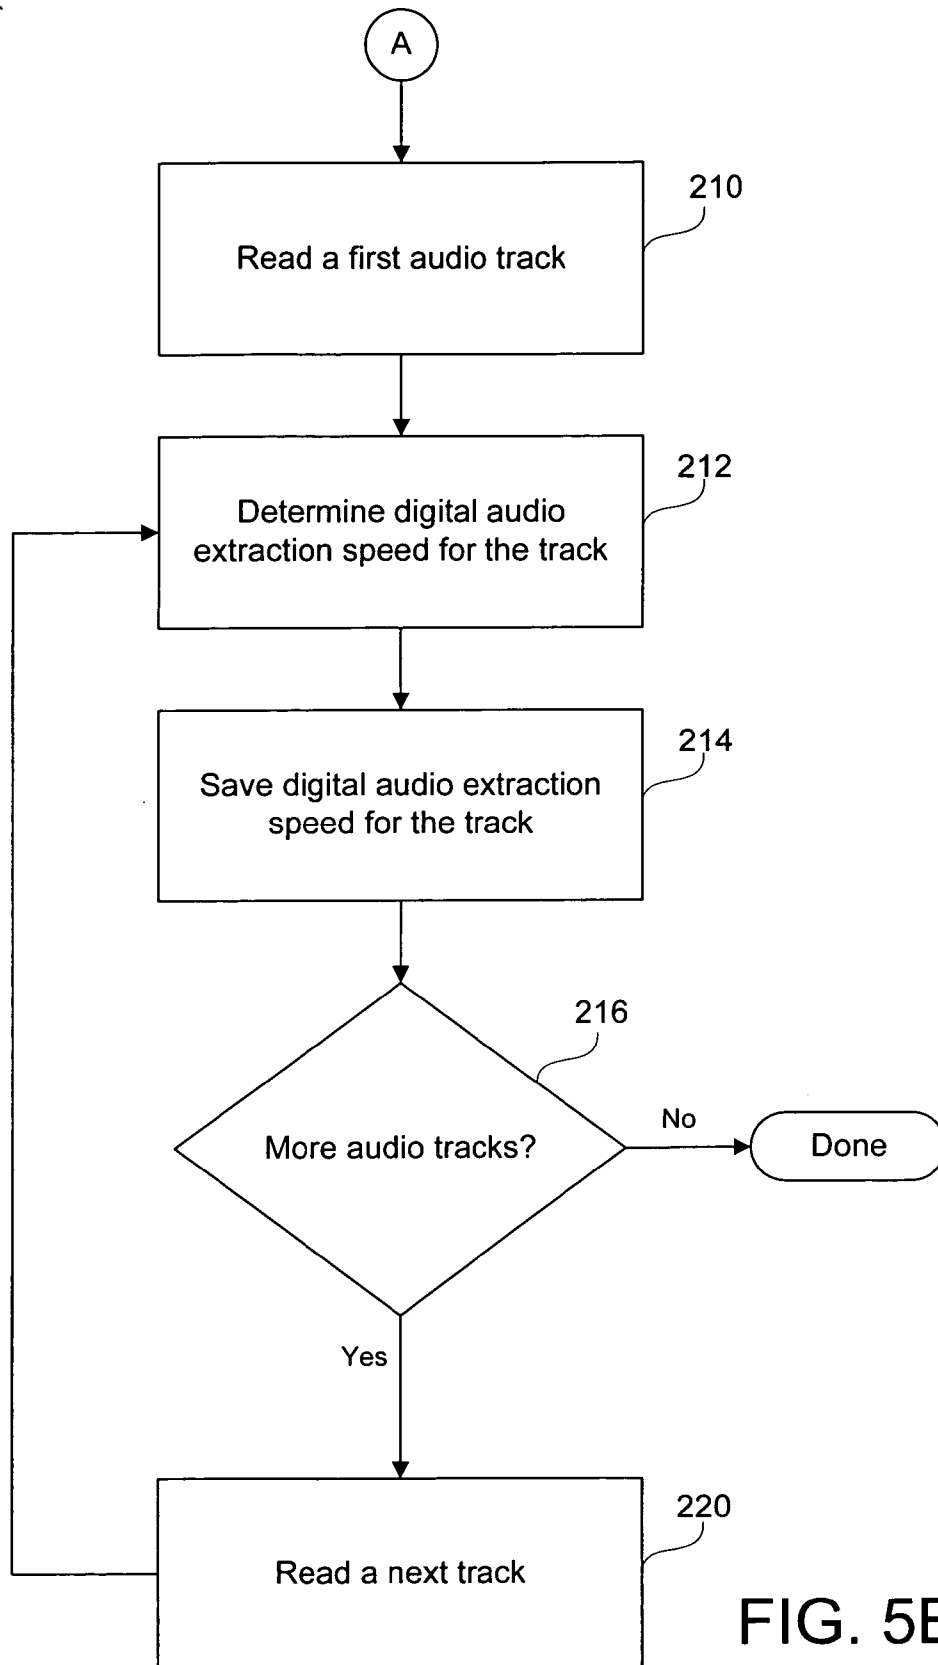 A
210
Read a first audio track
212
Determine digital audio
extraction speed for the track
214
Save digital audio extraction
speed for the track
216
More audio tracks?
No
Done
Yes
220
Read a next track
FIG.